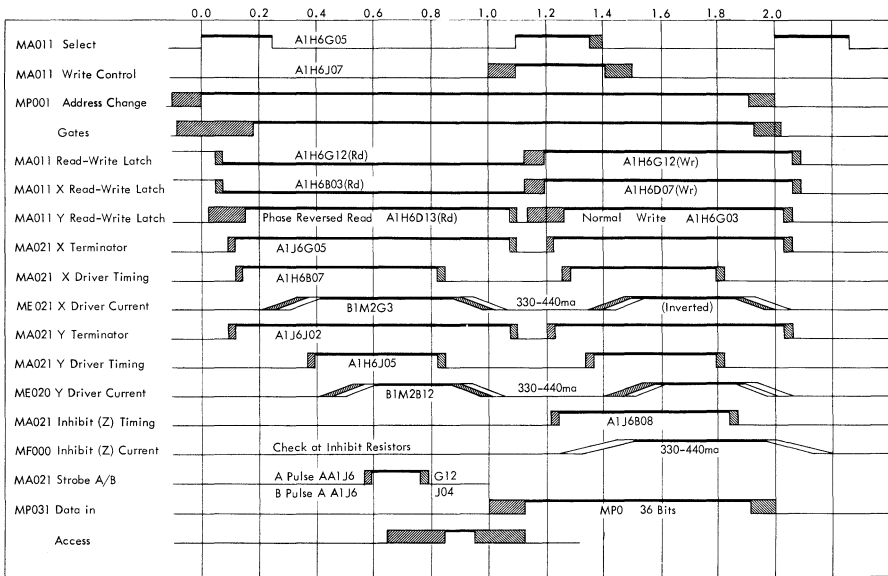 0.0 0.2 0.4 0.6 0.8 1.0 1.2 1.4 1.6 1.8 2.0
MA011 Select A1H6G05
MA011 Write Control A1H6J07
MP001 Address Change
Gates
MA011 Read-Write Latch A1H6G12(Rd) A1H6G12(Wr)
MA011 X Read-Write Latch A1H6B03(Rd) A1H6D07(Wr)
MA011 Y Read-Write Latch Phase Reversed Read A1H6D13(Rd) Normal Write A1H6G03
MA021 X Terminator A1J6G05
MA021 X Driver Timing A1H6B07
ME021 X Driver Current B1M2G3 330-440ma (Inverted)
MA021 Y Terminator A1J6J02
MA021 Y Driver Timing A1H6J05
ME020 Y Driver Current B1M2B12 330-440ma
MA021 Inhibit (Z) Timing A1J6B08
MF000 Inhibit (Z) Current Check at Inhibit Resistors 330-440ma
MA021 Strobe A/B A Pulse AA1J6 G12
B Pulse A A1J6 J04
MP031 Data in MP0 36 Bits
Access